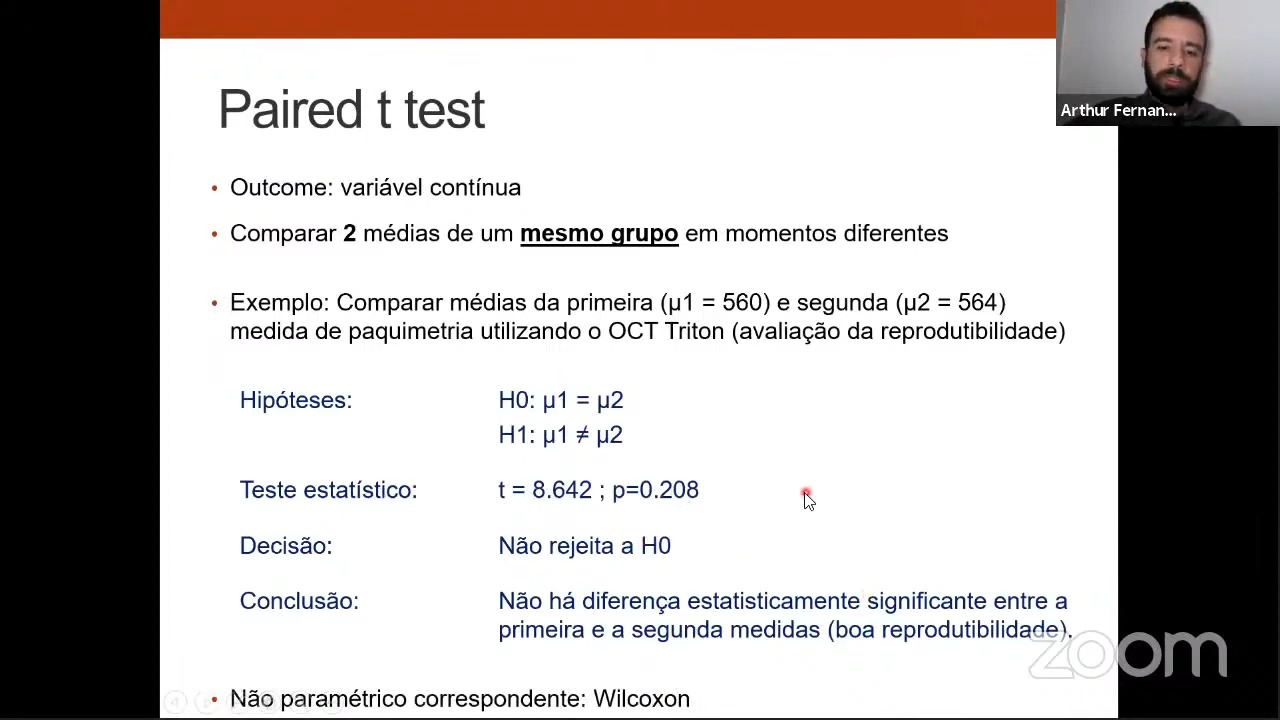 Paired t test
Arthur Fernan...
• Outcome: variável contínua
• Comparar 2 médias de um mesmo grupo em momentos diferentes
• Exemplo: Comparar médias da primeira (µ1 = 560) e segunda (µ2 = 564)
medida de paquimetria utilizando o OCT Triton (avaliação da reprodutibilidade)
Hipóteses: H0: µ1 = µ2
H1: µ1 ≠ µ2
Teste estatístico: t = 8.642 ; p=0.208
Decisão: Não rejeita a H0
Conclusão: Não há diferença estatisticamente significante entre a
primeira e a segunda medidas (boa reprodutibilidade).
zoom
• Não paramétrico correspondente: Wilcoxon